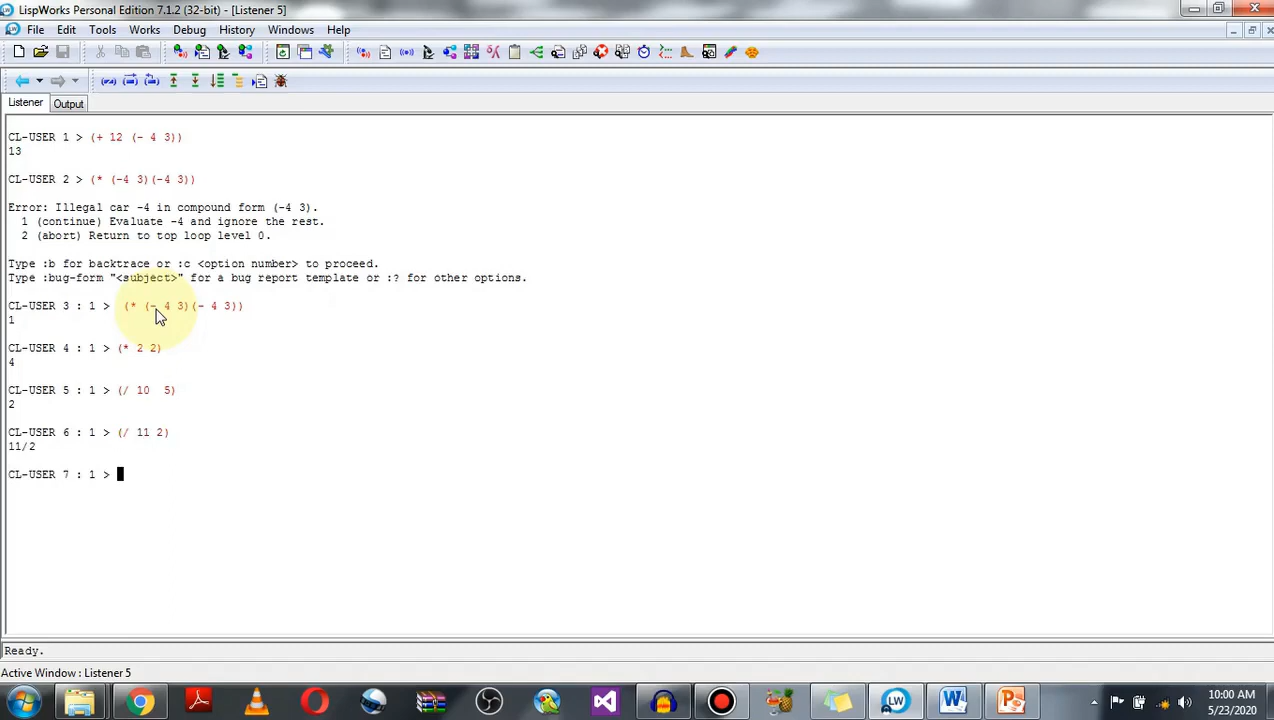 LispWorks Personal Edition 7.1.2 (32-bit) - [Listener 5]
File Edit Tools Works Debug History Windows Help
Listener Output
CL-USER 1 > (+ 12 (- 4 3))
13
CL-USER 2 > (* (-4 3)(-4 3))
Error: Illegal car -4 in compound form (-4 3).
1 (continue) Evaluate -4 and ignore the rest.
2 (abort) Return to top loop level 0.
Type :b for backtrace or :c <option number> to proceed.
Type :bug-form "<subject>" for a bug report template or :? for other options.
CL-USER 3 : 1 > (* (- 4 3)(- 4 3))
1
CL-USER 4 : 1 > (* 2 2)
4
CL-USER 5 : 1 > (/ 10  5)
2
CL-USER 6 : 1 > (/ 11 2)
11/2
CL-USER 7 : 1 >
Ready.
Active Window : Listener 5
10:00 AM
5/23/2020